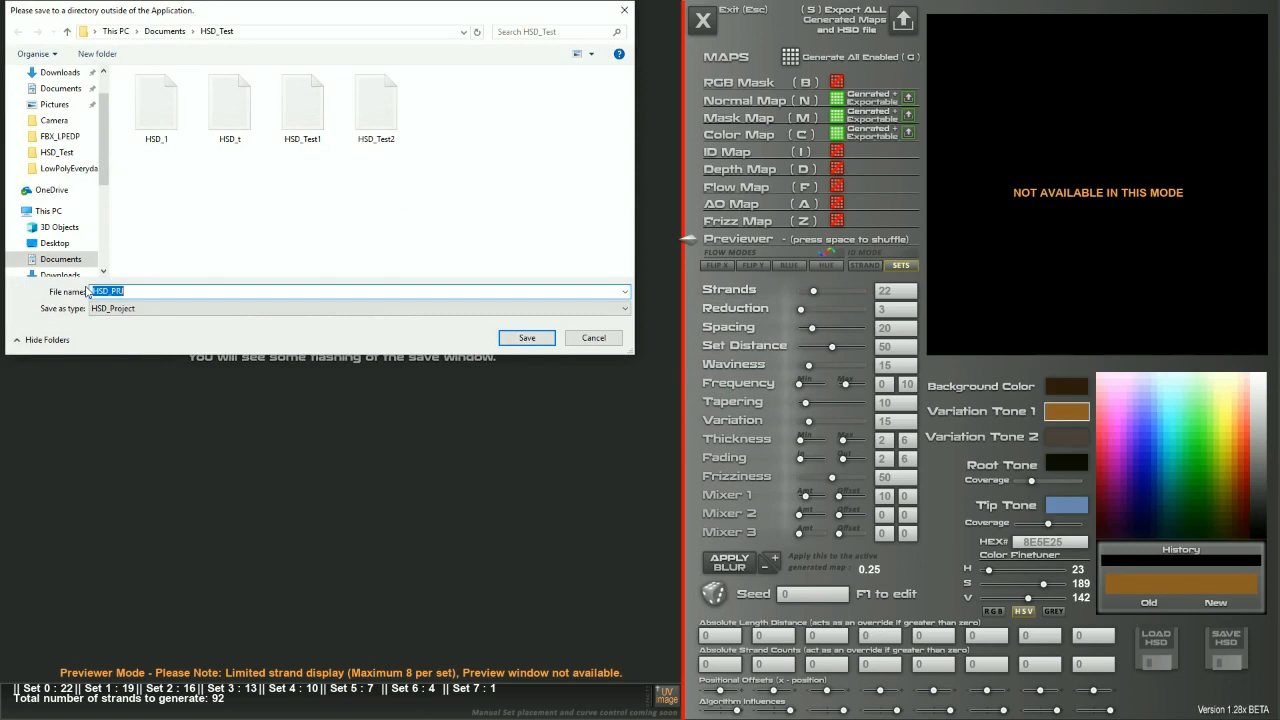 Please save to a directory outside of the Application.
This PC > Documents > HSD_Test
Search HSD_Test
Organise
New folder
Downloads
Documents
Pictures
Camera
FBX_LPEDP
HSD_Test
LowPolyEveryda
OneDrive
This PC
3D Objects
Desktop
Documents
Downloads
HSD_1
HSD_t
HSD_Test1
HSD_Test2
File name: HSD_PRJ
Save as type: HSD_Project
Hide Folders
Save
Cancel
You will see some flashing of the save window.
Previewer Mode - Please Note: Limited strand display (Maximum 8 per set), Preview window not available.
|| Set 0 : 22 || Set 1 : 19 || Set 2 : 16 || Set 3 : 13 || Set 4 : 10 || Set 5 : 7 || Set 6 : 4 || Set 7 : 1
Total number of strands to generate: 92
Manual Set placement and curve control coming soon
UV image
X
Exit (Esc)
( S ) Export ALL
Generated Maps
and HSD file
MAPS
Generate All Enabled ( G )
RGB Mask ( B )
Normal Map ( N ) Genrated + Exportable
Mask Map ( M ) Genrated + Exportable
Color Map ( C ) Genrated + Exportable
ID Map ( I )
Depth Map ( D )
Flow Map ( F )
AO Map ( A )
Frizz Map ( Z )
Previewer - (press space to shuffle)
FLOW MODES
ID MODE
FLIP X FLIP Y BLUE HUE STRAND SETS
Strands 22
Reduction 3
Spacing 20
Set Distance 50
Waviness 15
Min Max
Frequency 0 10
Tapering 10
Variation 15
Min Max
Thickness 2 6
In Out
Fading 2 6
Frizziness 50
Amt Offset
Mixer 1 10 0
Mixer 2 0 0
Mixer 3 0 0
APPLY BLUR
+
-
Apply this to the active
generated map : 0.25
Seed 0 F1 to edit
Absolute Length Distance (acts as an override if greater than zero)
0 0 0 0 0 0 0 0
Absolute Strand Counts (acts as an override if greater than zero)
0 0 0 0 0 0 0 0
Positional Offsets (x - position)
Algorithm Influences
NOT AVAILABLE IN THIS MODE
Background Color
Variation Tone 1
Variation Tone 2
Root Tone
Coverage
Tip Tone
Coverage
HEX# 8E5E25
Color Finetuner
H 23
S 189
V 142
RGB HSV GREY
History
Old New
LOAD HSD
SAVE HSD
Version 1.28x BETA